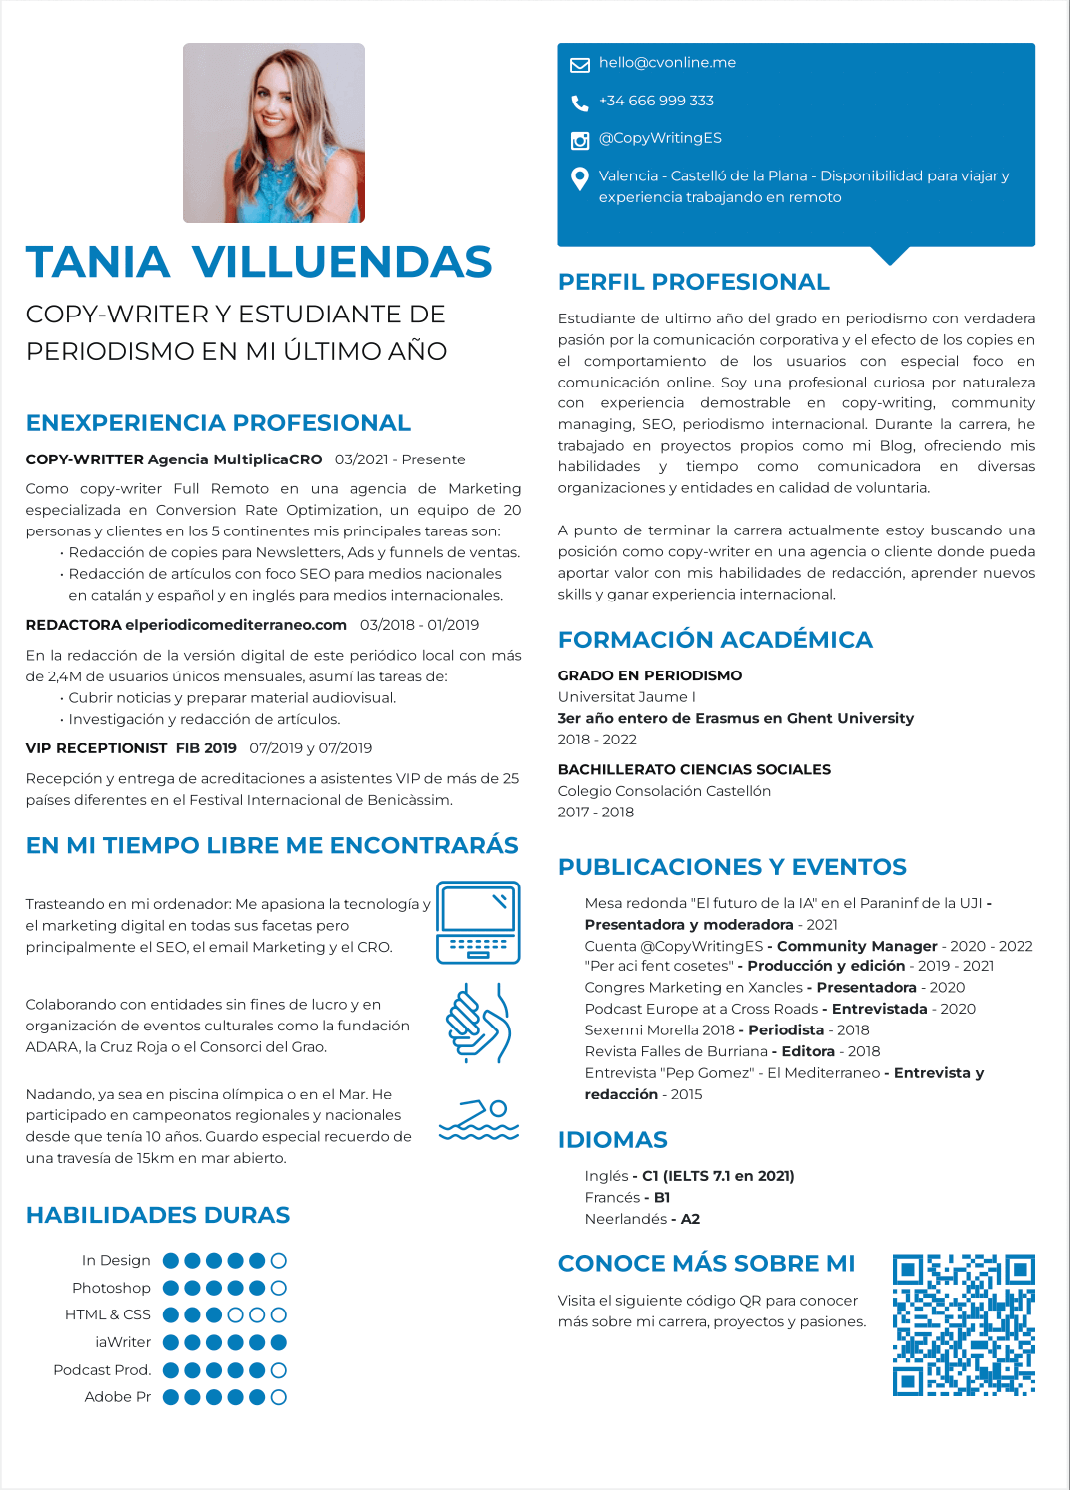 TANIA VILLUENDAS
COPY-WRITER Y ESTUDIANTE DE
PERIODISMO EN MI ÚLTIMO AÑO
ENEXPERIENCIA PROFESIONAL
COPY-WRITTER Agencia MultiplicaCRO 03/2021 - Presente
Como copy-writer Full Remoto en una agencia de Marketing
especializada en Conversion Rate Optimization, un equipo de 20
personas y clientes en los 5 continentes mis principales tareas son:
• Redacción de copies para Newsletters, Ads y funnels de ventas.
• Redacción de artículos con foco SEO para medios nacionales
en catalán y español y en inglés para medios internacionales.
REDACTORA elperiodicomediterraneo.com 03/2018 - 01/2019
En la redacción de la versión digital de este periódico local con más
de 2,4M de usuarios únicos mensuales, asumí las tareas de:
• Cubrir noticias y preparar material audiovisual.
• Investigación y redacción de artículos.
VIP RECEPTIONIST FIB 2019 07/2019 y 07/2019
Recepción y entrega de acreditaciones a asistentes VIP de más de 25
países diferentes en el Festival Internacional de Benicàssim.
EN MI TIEMPO LIBRE ME ENCONTRARÁS
Trasteando en mi ordenador: Me apasiona la tecnología y
el marketing digital en todas sus facetas pero
principalmente el SEO, el email Marketing y el CRO.
Colaborando con entidades sin fines de lucro y en
organización de eventos culturales como la fundación
ADARA, la Cruz Roja o el Consorci del Grao.
Nadando, ya sea en piscina olímpica o en el Mar. He
participado en campeonatos regionales y nacionales
desde que tenía 10 años. Guardo especial recuerdo de
una travesía de 15km en mar abierto.
HABILIDADES DURAS
In Design
Photoshop
HTML & CSS
iaWriter
Podcast Prod.
Adobe Pr
hello@cvonline.me
+34 666 999 333
@CopyWritingES
Valencia - Castelló de la Plana - Disponibilidad para viajar y
experiencia trabajando en remoto
PERFIL PROFESIONAL
Estudiante de último año del grado en periodismo con verdadera
pasión por la comunicación corporativa y el efecto de los copies en
el comportamiento de los usuarios con especial foco en
comunicación online. Soy una profesional curiosa por naturaleza
con experiencia demostrable en copy-writing, community
managing, SEO, periodismo internacional. Durante la carrera, he
trabajado en proyectos propios como mi Blog, ofreciendo mis
habilidades y tiempo como comunicadora en diversas
organizaciones y entidades en calidad de voluntaria.
A punto de terminar la carrera actualmente estoy buscando una
posición como copy-writer en una agencia o cliente donde pueda
aportar valor con mis habilidades de redacción, aprender nuevos
skills y ganar experiencia internacional.
FORMACIÓN ACADÉMICA
GRADO EN PERIODISMO
Universitat Jaume I
3er año entero de Erasmus en Ghent University
2018 - 2022
BACHILLERATO CIENCIAS SOCIALES
Colegio Consolación Castellón
2017 - 2018
PUBLICACIONES Y EVENTOS
Mesa redonda "El futuro de la IA" en el Paraninf de la UJI -
Presentadora y moderadora - 2021
Cuenta @CopyWritingES - Community Manager - 2020 - 2022
"Per aci fent cosetes" - Producción y edición - 2019 - 2021
Congres Marketing en Xancles - Presentadora - 2020
Podcast Europe at a Cross Roads - Entrevistada - 2020
Sexenni Morella 2018 - Periodista - 2018
Revista Falles de Burriana - Editora - 2018
Entrevista "Pep Gomez" - El Mediterraneo - Entrevista y
redacción - 2015
IDIOMAS
Inglés - C1 (IELTS 7.1 en 2021)
Francés - B1
Neerlandés - A2
CONOCE MÁS SOBRE MI
Visita el siguiente código QR para conocer
más sobre mi carrera, proyectos y pasiones.